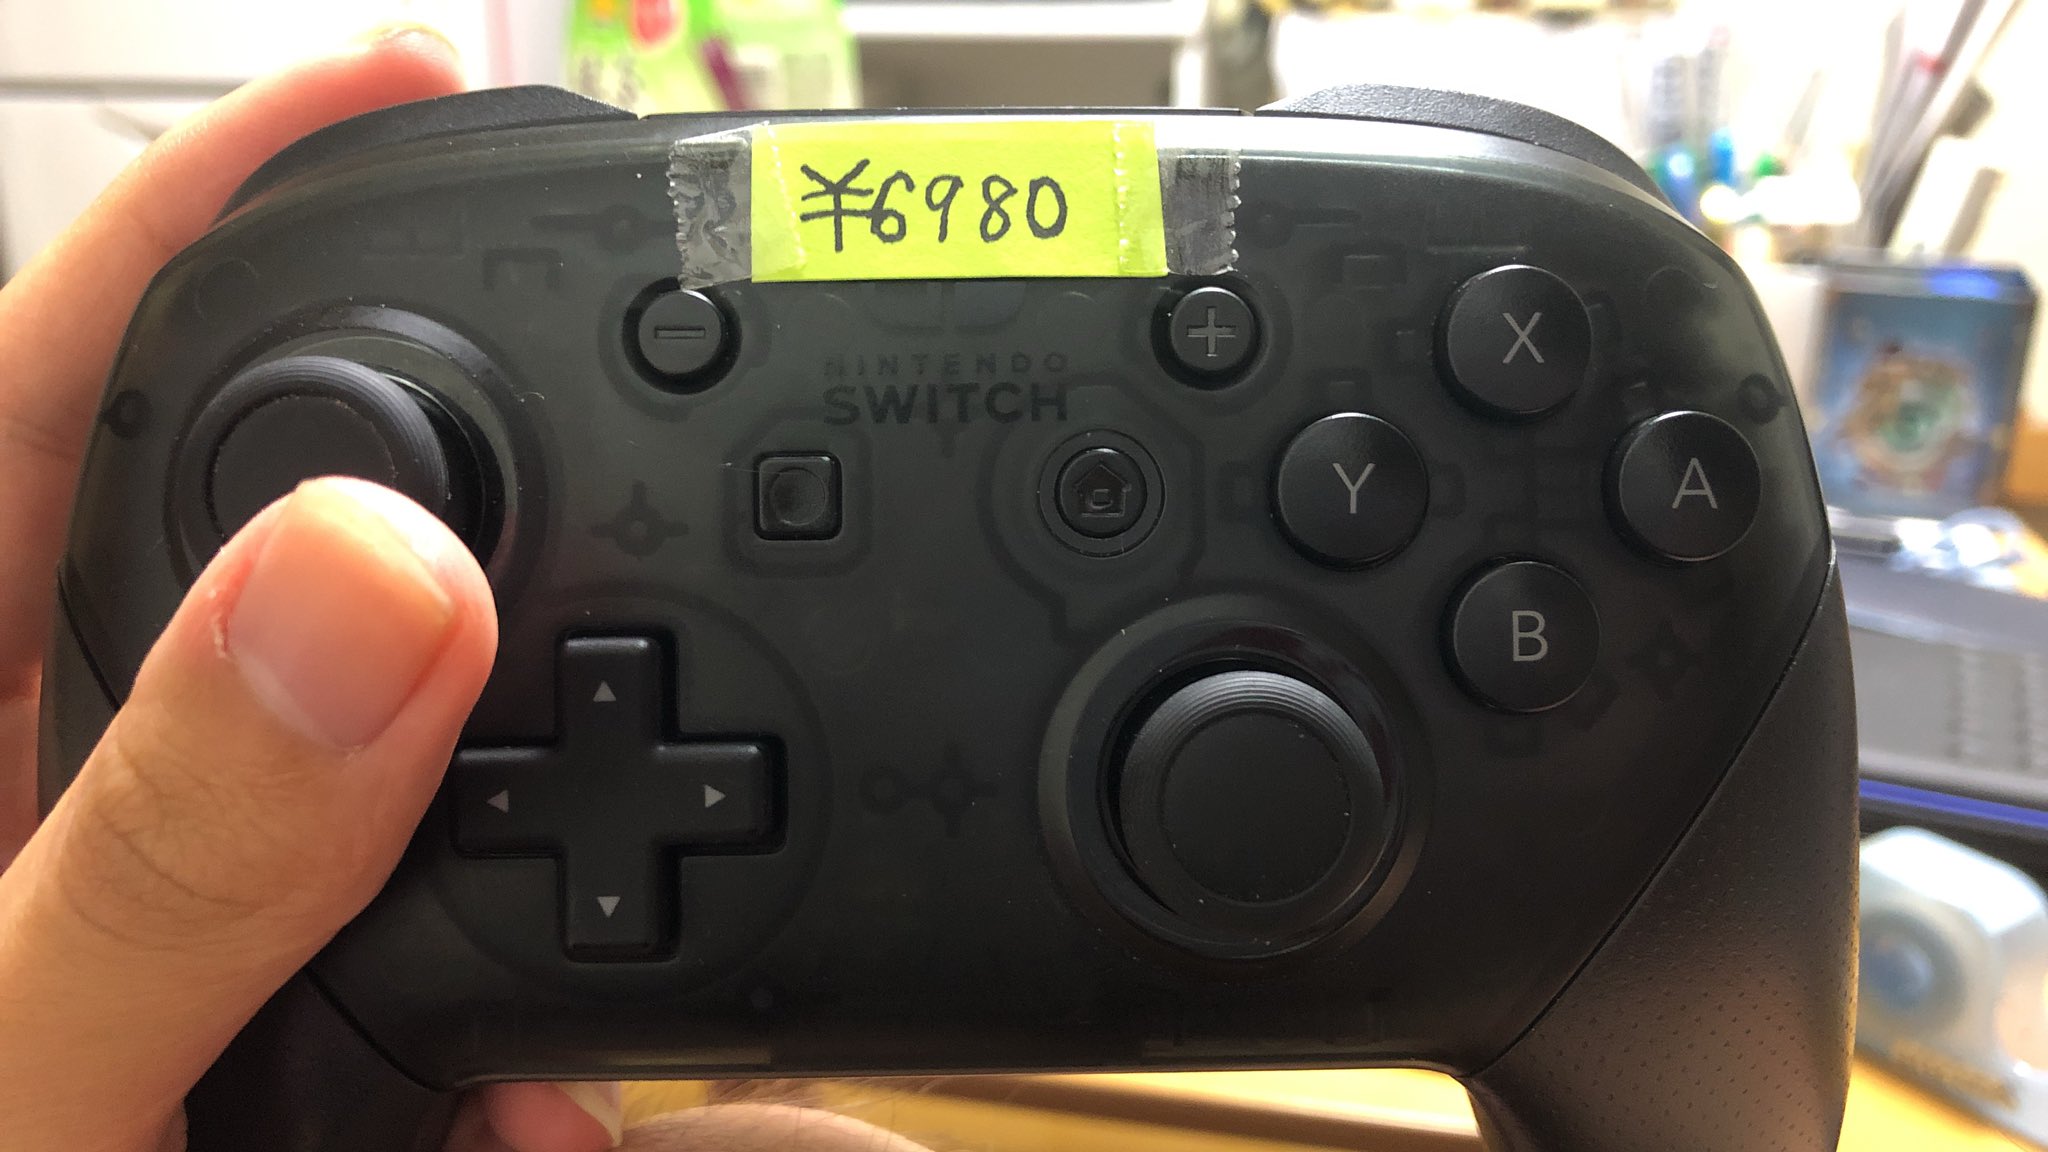 ¥6980
NINTENDO
SWITCH
X
Y
A
B